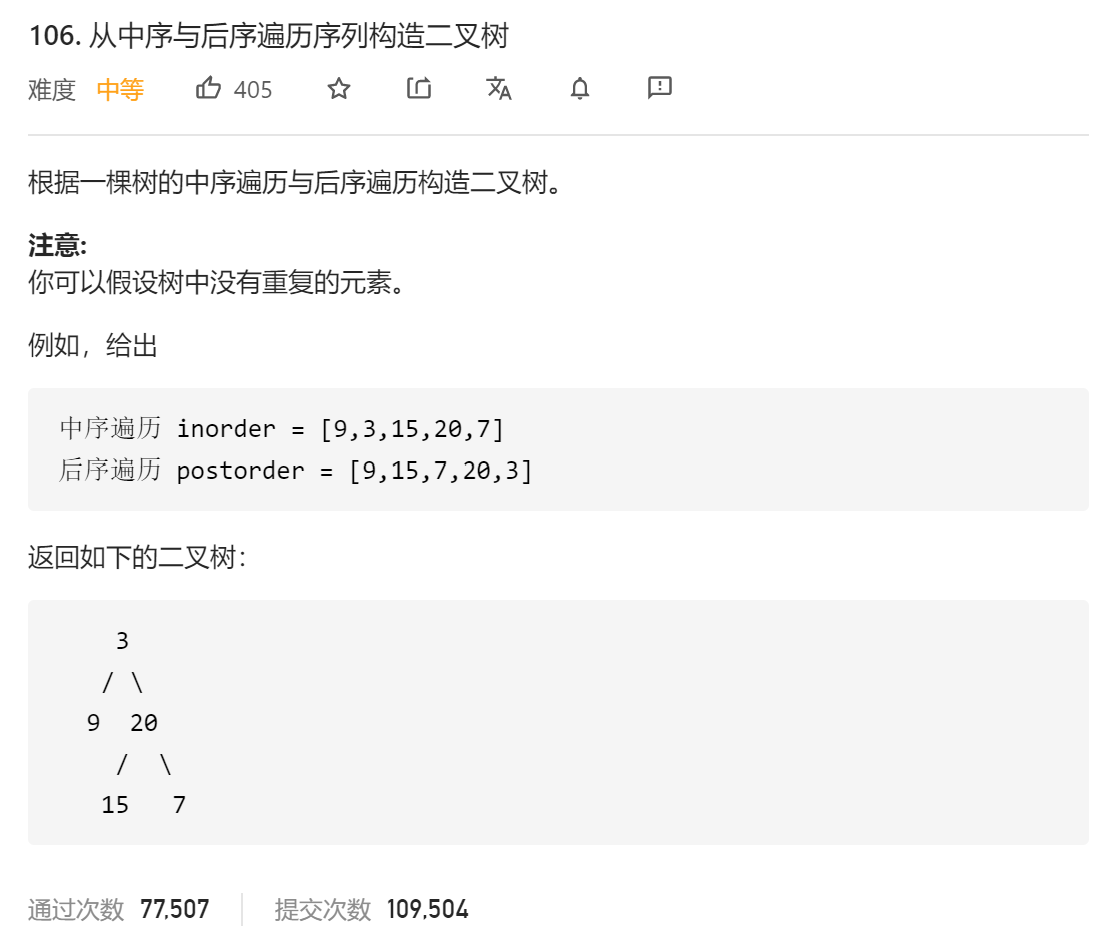 106. 从中序与后序遍历序列构造二叉树
难度 中等 405
根据一棵树的中序遍历与后序遍历构造二叉树。
注意:
你可以假设树中没有重复的元素。
例如，给出
中序遍历 inorder = [9,3,15,20,7]
后序遍历 postorder = [9,15,7,20,3]
返回如下的二叉树：
3
/ \
9 20
/ \
15 7
通过次数 77,507 提交次数 109,504